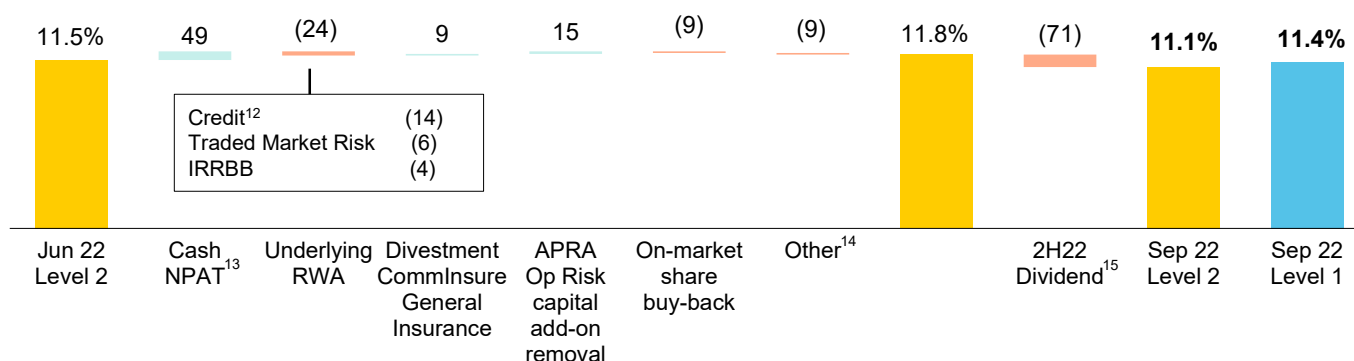 11.5% 49 (24) 9 15 (9) (9) 11.8% (71) 11.1% 11.4%
Credit12 (14)
Traded Market Risk (6)
IRRBB (4)
Jun 22
Level 2
Cash
NPAT13
Underlying
RWA
Divestment
CommInsure
General
Insurance
APRA
Op Risk
capital
add-on
removal
On-market
share
buy-back
Other14
2H22
Dividend15
Sep 22
Level 2
Sep 22
Level 1